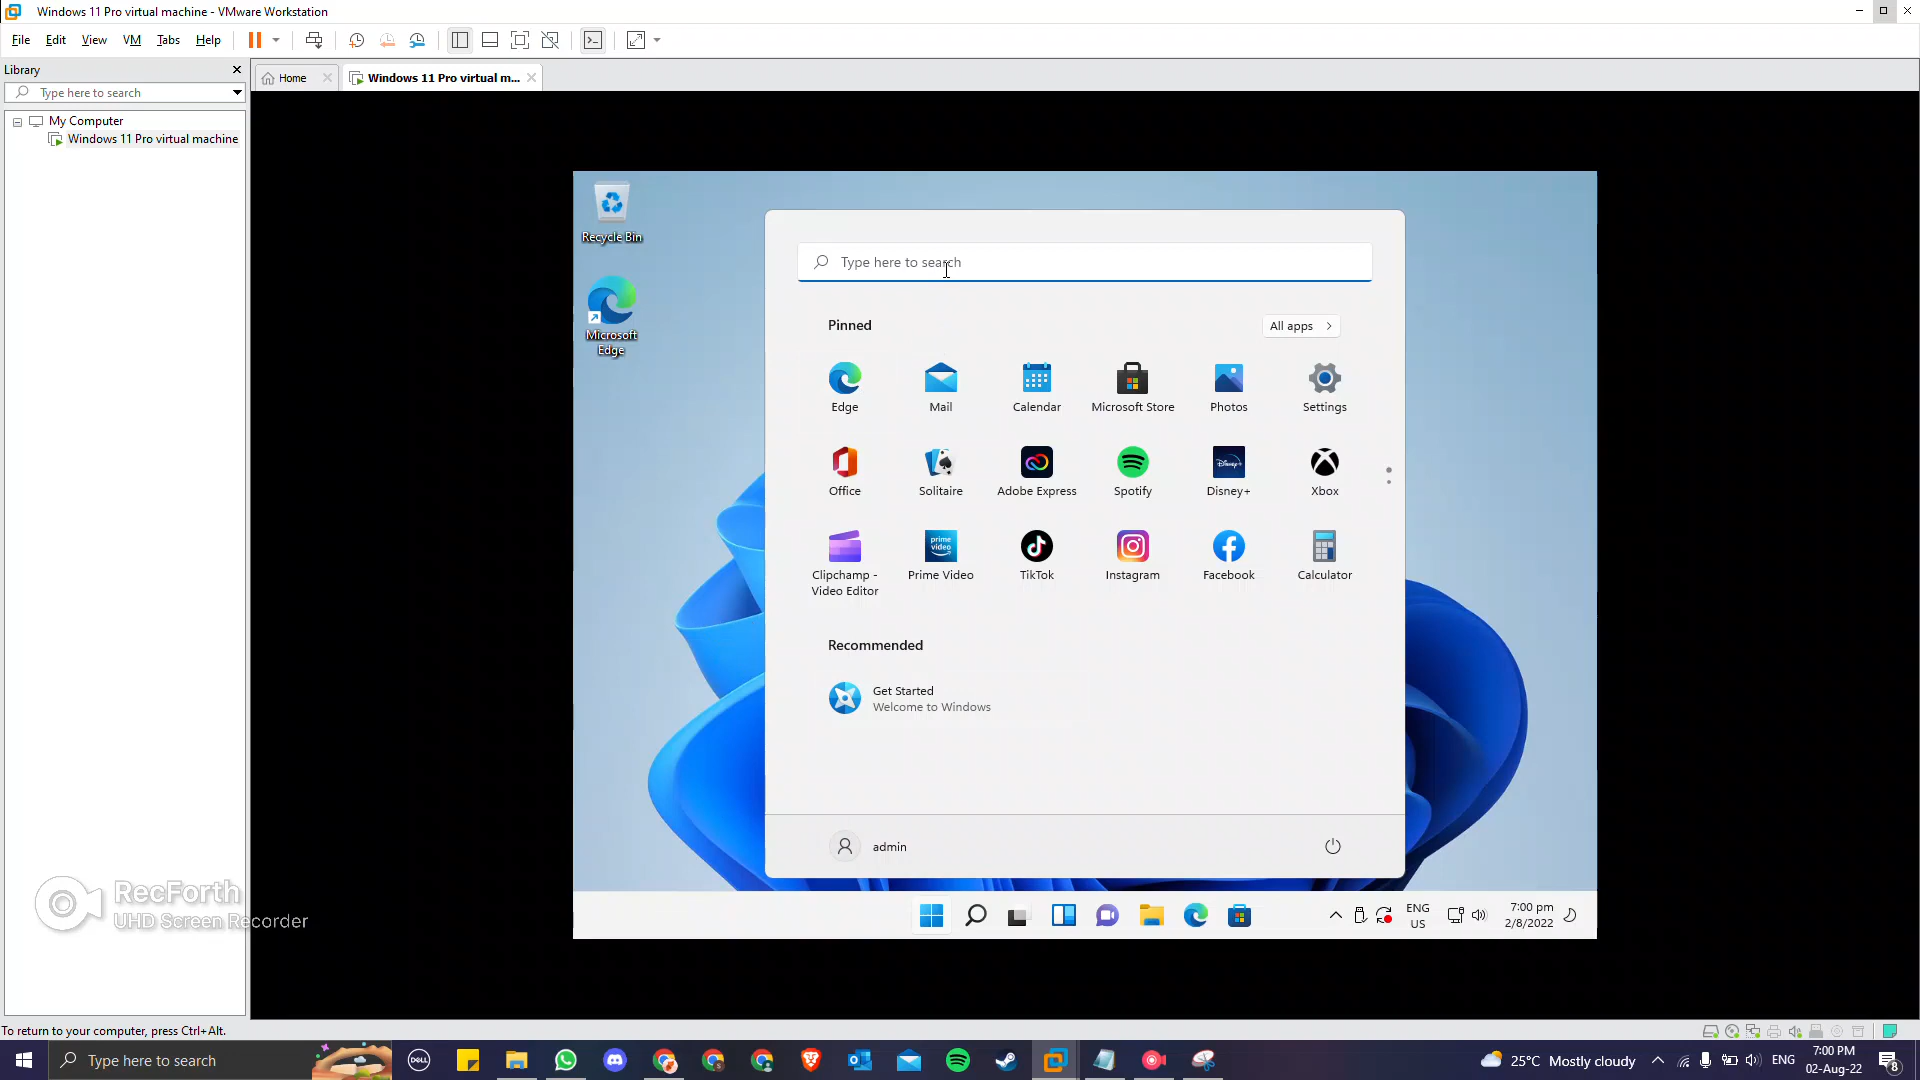 Windows 11 Pro virtual machine - VMware Workstation
File Edit View VM Tabs Help
Library
Type here to search
My Computer
Windows 11 Pro virtual machine
Home
Windows 11 Pro virtual m...
Recycle Bin
Microsoft
Edge
Type here to search
Pinned
All apps
Edge Mail Calendar Microsoft Store Photos Settings
Office Solitaire Adobe Express Spotify Disney+ Xbox
Clipchamp -
Video Editor
prime
video
Prime Video TikTok Instagram Facebook Calculator
Recommended
Get Started
Welcome to Windows
admin
RecForth
UHD Screen Recorder
ENG
US
7:00 pm
2/8/2022
To return to your computer, press Ctrl+Alt.
Type here to search
DELL
25°C Mostly cloudy
ENG
7:00 PM
02-Aug-22
8